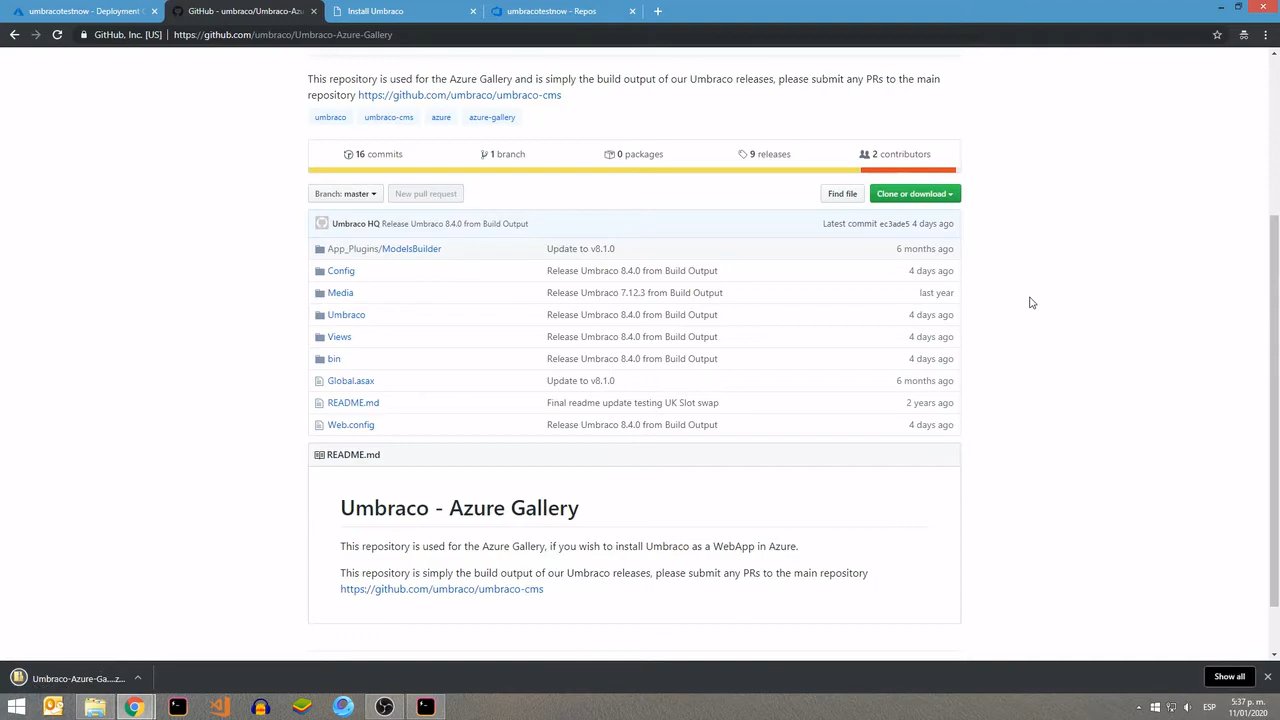 umbracotestnow - Deployment C
GitHub - umbraco/Umbraco-Az
Install Umbraco
umbracotestnow - Repos
GitHub, Inc. [US]
https://github.com/umbraco/Umbraco-Azure-Gallery
This repository is used for the Azure Gallery and is simply the build output of our Umbraco releases, please submit any PRs to the main
repository https://github.com/umbraco/umbraco-cms
umbraco umbraco-cms azure azure-gallery
16 commits 1 branch 0 packages 9 releases 2 contributors
Branch: master New pull request Find file Clone or download
Umbraco HQ Release Umbraco 8.4.0 from Build Output Latest commit ec3ade5 4 days ago
App_Plugins/ModelsBuilder Update to v8.1.0 6 months ago
Config Release Umbraco 8.4.0 from Build Output 4 days ago
Media Release Umbraco 7.12.3 from Build Output last year
Umbraco Release Umbraco 8.4.0 from Build Output 4 days ago
Views Release Umbraco 8.4.0 from Build Output 4 days ago
bin Release Umbraco 8.4.0 from Build Output 4 days ago
Global.asax Update to v8.1.0 6 months ago
README.md Final readme update testing UK Slot swap 2 years ago
Web.config Release Umbraco 8.4.0 from Build Output 4 days ago
README.md
Umbraco - Azure Gallery
This repository is used for the Azure Gallery, if you wish to install Umbraco as a WebApp in Azure.
This repository is simply the build output of our Umbraco releases, please submit any PRs to the main repository
https://github.com/umbraco/umbraco-cms
Umbraco-Azure-Ga....z... Show all
ESP
5:37 p. m.
11/01/2020